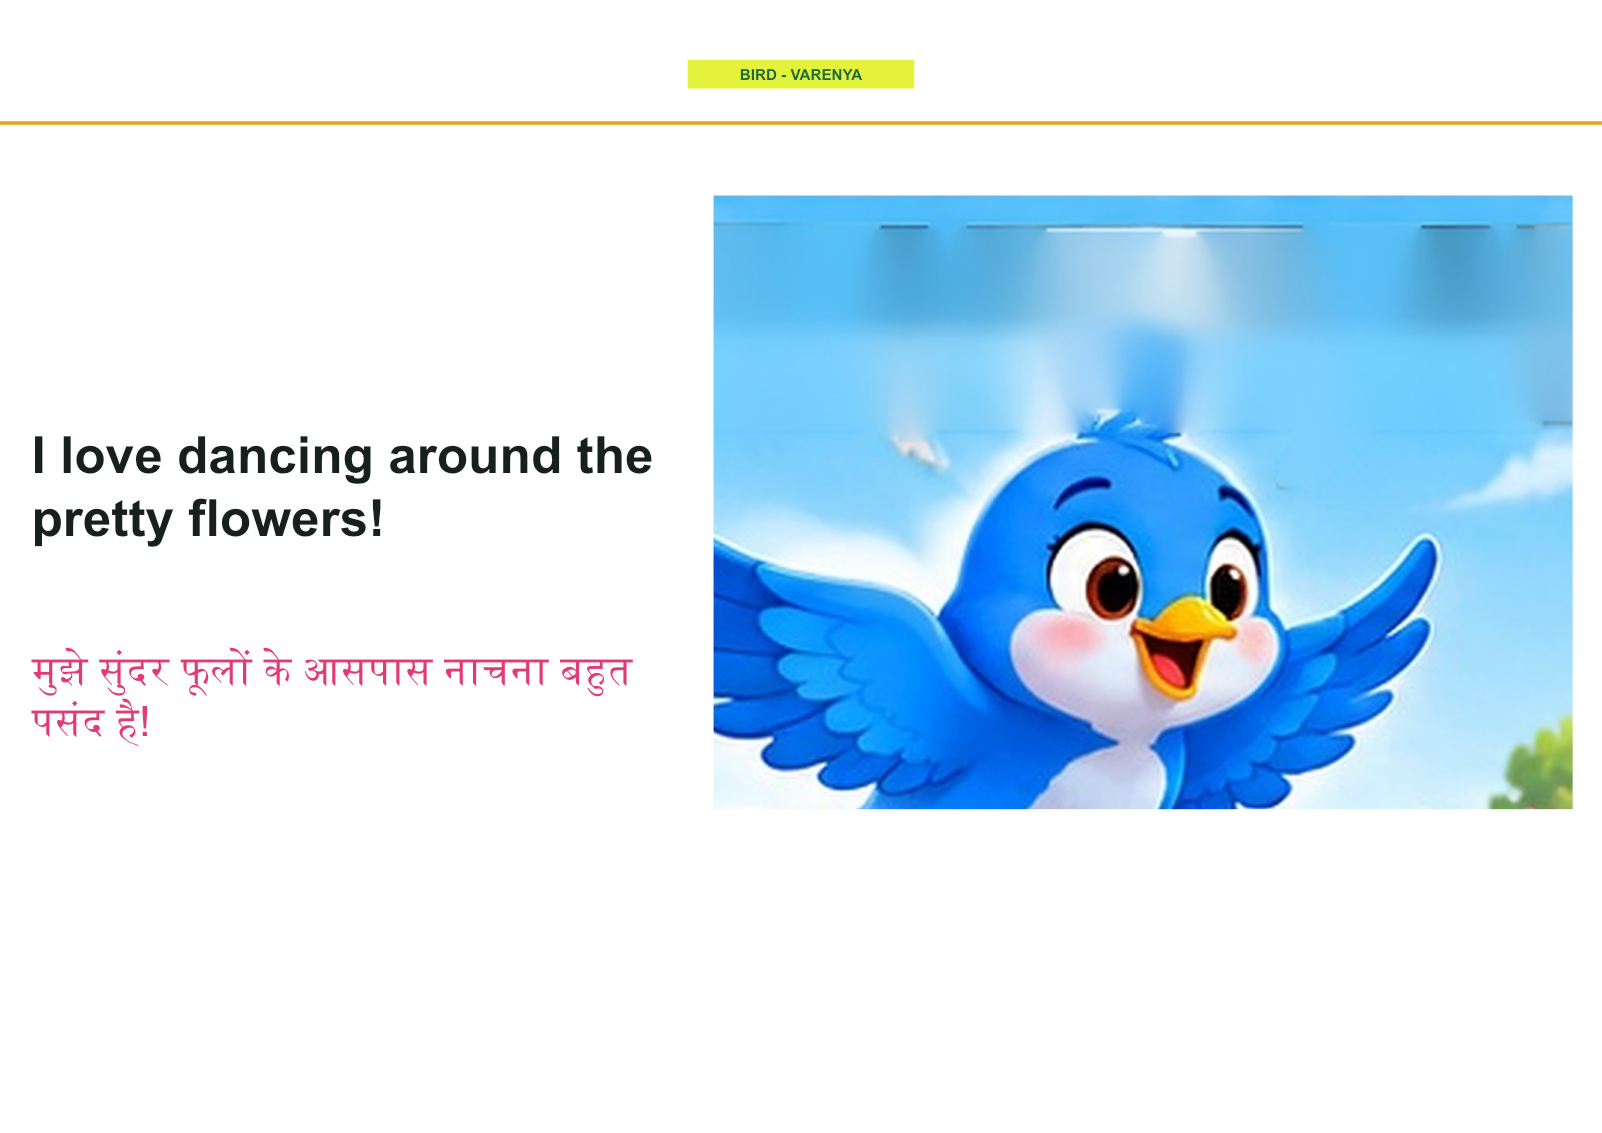 BIRD - VARENYA
I love dancing around the
pretty flowers!
मुझे सुंदर फूलों के आसपास नाचना बहुत
पसंद है!